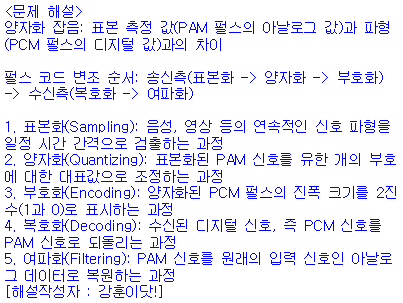 <문제 해설>
양자화 잡음: 표본 측정 값(PAM 펄스의 아날로그 값)과 파형
(PCM 펄스의 디지털 값)과의 차이
펄스 코드 변조 순서: 송신측(표본화 -> 양자화 -> 부호화)
-> 수신측(복호화 -> 여파화)
1. 표본화(Sampling): 음성, 영상 등의 연속적인 신호 파형을
일정 시간 간격으로 검출하는 과정
2. 양자화(Quantizing): 표본화된 PAM 신호를 유한 개의 부호
에 대한 대표값으로 조정하는 과정
3. 부호화(Encoding): 양자화된 PCM 펄스의 진폭 크기를 2진
수(1과 0)로 표시하는 과정
4. 복호화(Decoding): 수신된 디지털 신호, 즉 PCM 신호를
PAM 신호로 되돌리는 과정
5. 여파화(Filtering): PAM 신호를 원래의 입력 신호인 아날로
그 데이터로 복원하는 과정
[해설작성자 : 강훈이닷!]